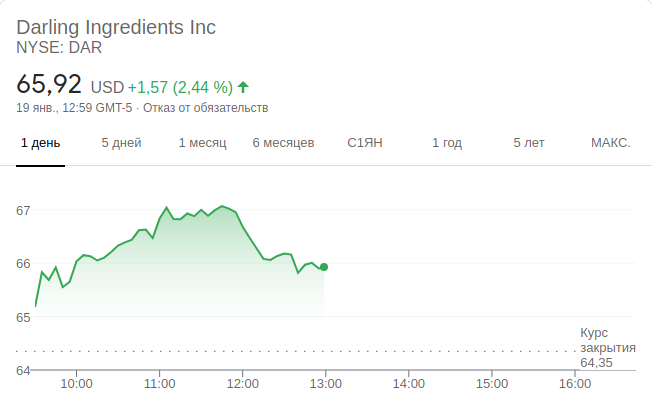 Darling Ingredients Inc
NYSE: DAR
65,92 USD +1,57 (2,44 %)
19 янв., 12:59 GMT-5 · Отказ от обязательств
1 день 5 дней 1 месяц 6 месяцев С1ЯН 1 год 5 лет МАКС.
67
66
65
Курс
закрытия
64,35
64
10:00 11:00 12:00 13:00 14:00 15:00 16:00